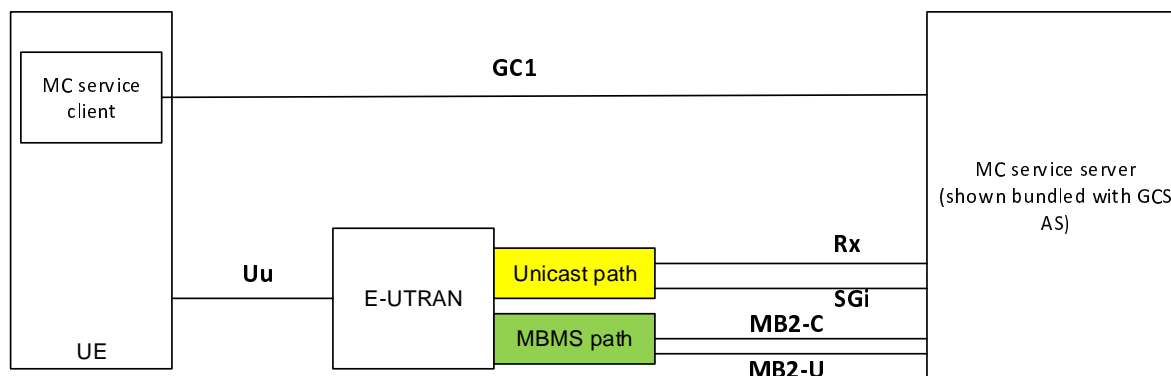 GC1
MC service
client
MC service server
(shown bundled with GCS
AS)
Rx
Uu
Unicast path
E-UTRAN
SGi
MB2-C
MBMS path
UE
MB2-U